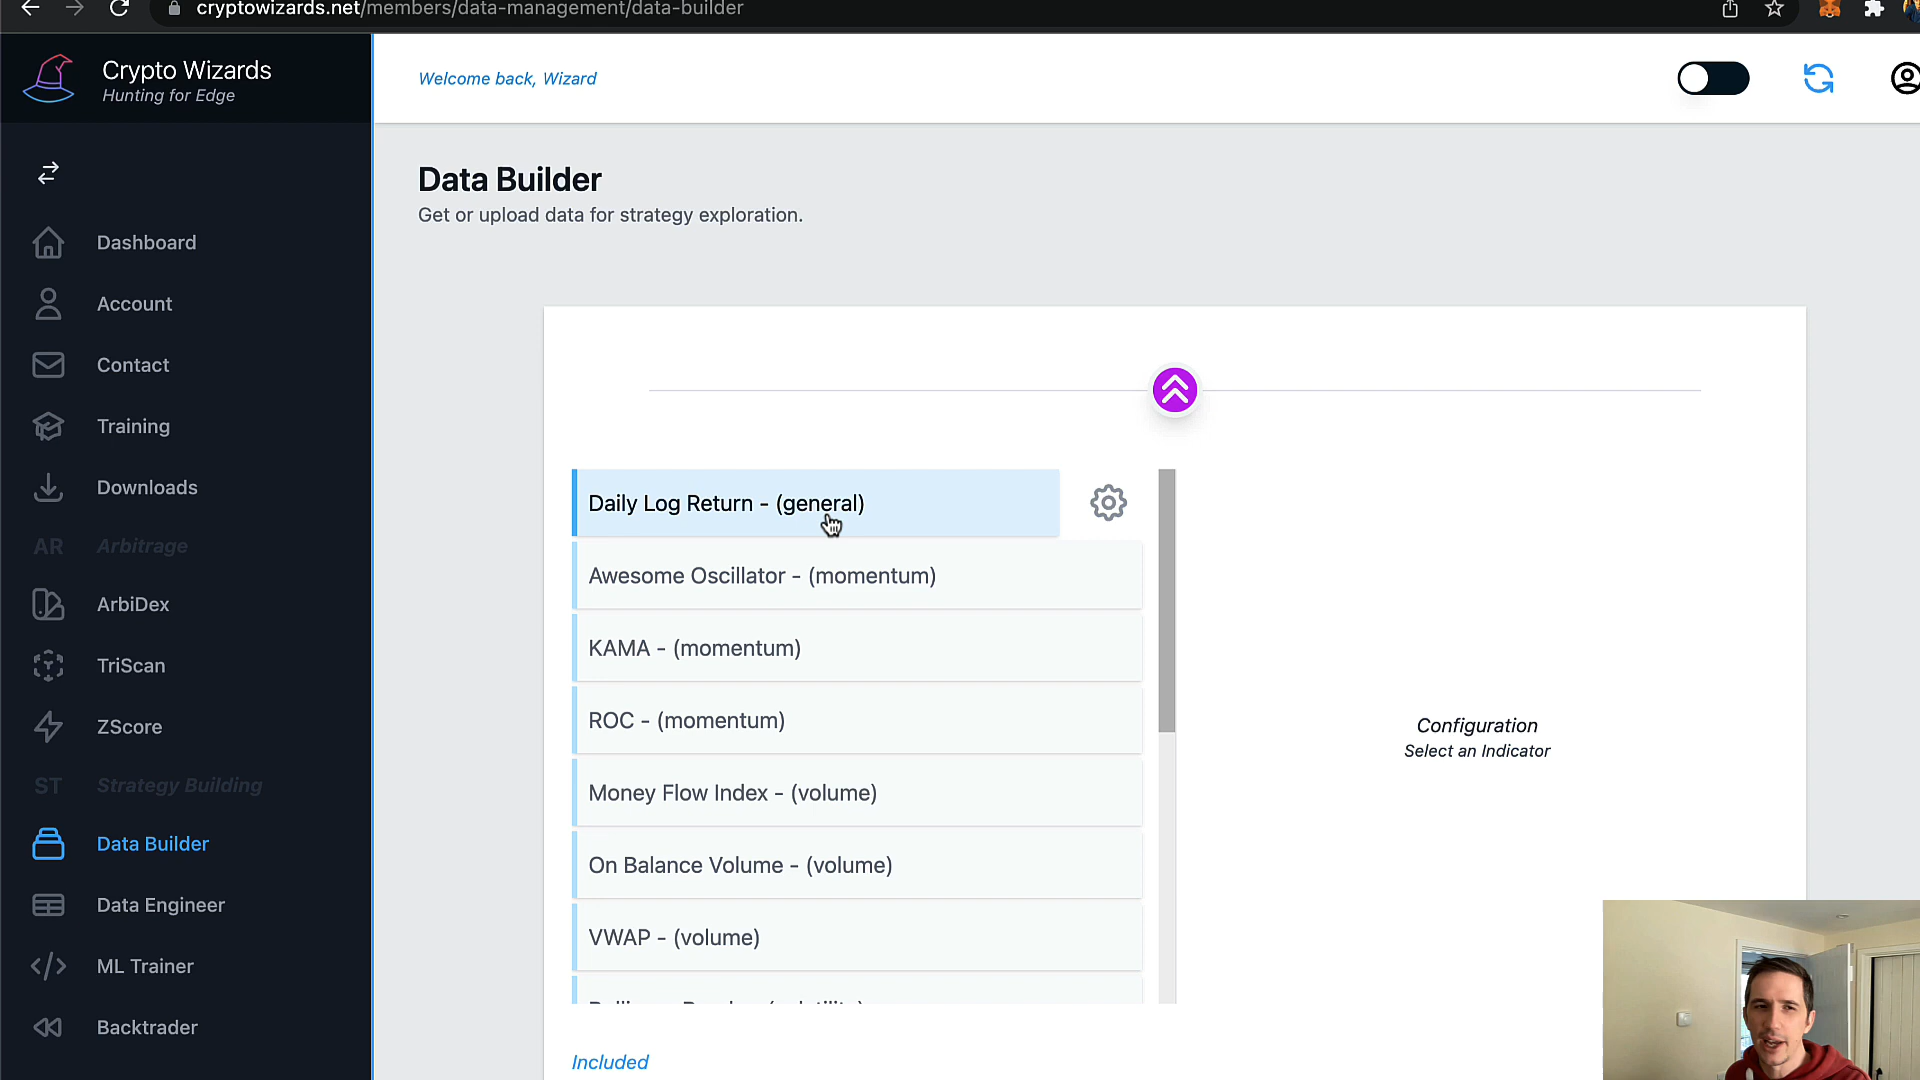 cryptowizards.net/members/data-management/data-builder
Crypto Wizards
Hunting for Edge
Welcome back, Wizard
Data Builder
Get or upload data for strategy exploration.
Dashboard
Account
Contact
Training
Downloads
AR Arbitrage
ArbiDex
TriScan
ZScore
ST Strategy Building
Data Builder
Data Engineer
ML Trainer
Backtrader
Daily Log Return - (general)
Awesome Oscillator - (momentum)
KAMA - (momentum)
ROC - (momentum)
Money Flow Index - (volume)
On Balance Volume - (volume)
VWAP - (volume)
Configuration
Select an Indicator
Included